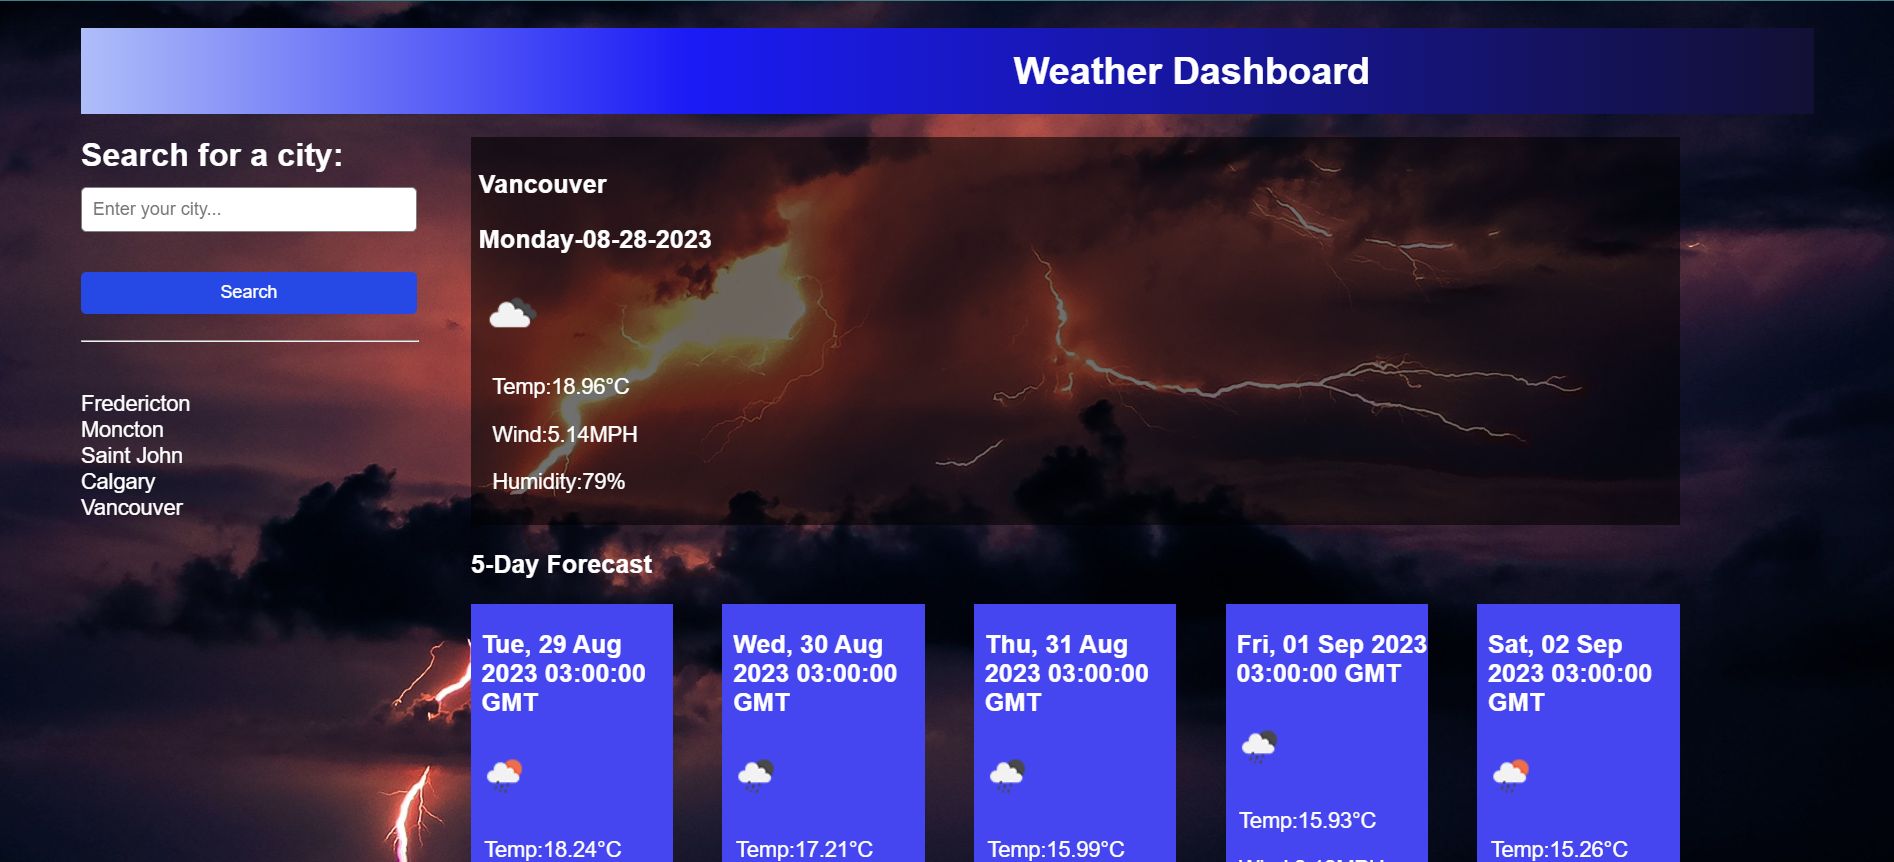 Weather Dashboard
Search for a city:
Enter your city...
Search
Fredericton
Moncton
Saint John
Calgary
Vancouver
Vancouver
Monday-08-28-2023
Temp:18.96°C
Wind:5.14MPH
Humidity:79%
5-Day Forecast
Tue, 29 Aug
2023 03:00:00
GMT
Temp:18.24°C
Wed, 30 Aug
2023 03:00:00
GMT
Temp:17.21°C
Thu, 31 Aug
2023 03:00:00
GMT
Temp:15.99°C
Fri, 01 Sep 2023
03:00:00 GMT
Temp:15.93°C
Sat, 02 Sep
2023 03:00:00
GMT
Temp:15.26°C